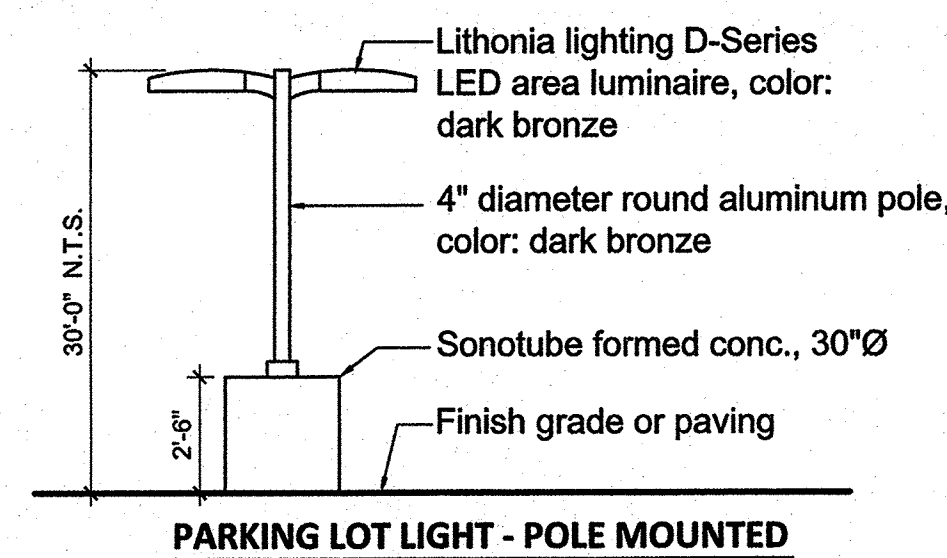 Lithonia lighting D-Series
LED area luminaire, color:
dark bronze
4" diameter round aluminum pole,
color: dark bronze
30'-0" N.T.S.
Sonotube formed conc., 30"Ø
2'-6"
Finish grade or paving
PARKING LOT LIGHT - POLE MOUNTED